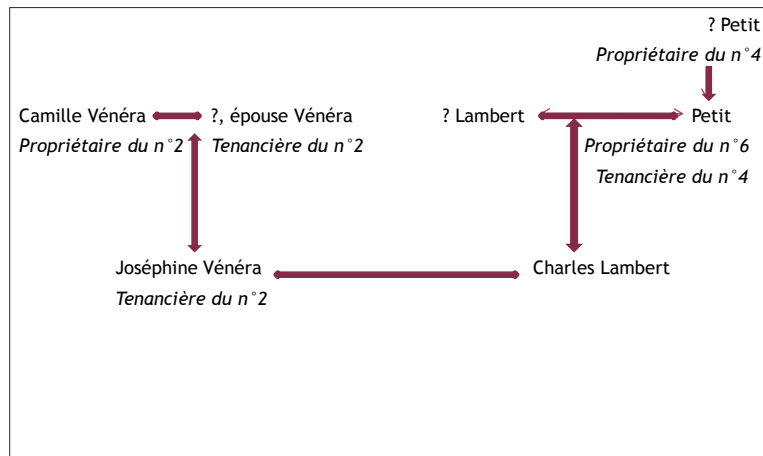 ? Petit
Propriétaire du n°4
Camille Vénéra
?, épouse Vénéra
? Lambert
Petit
Propriétaire du n°2
Tenancière du n°2
Propriétaire du n°6
Tenancière du n°4
Joséphine Vénéra
Charles Lambert
Tenancière du n°2